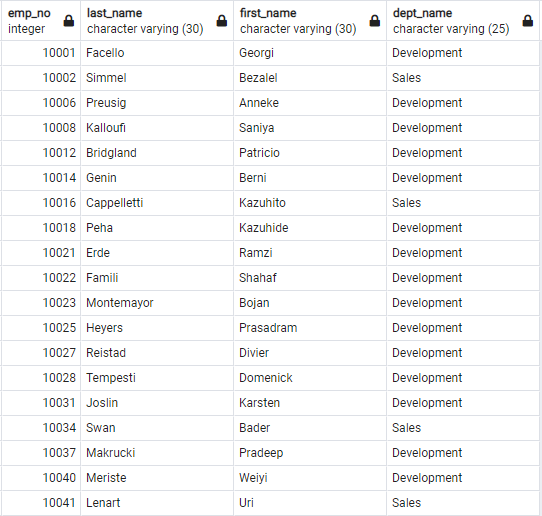 emp_no last_name first_name dept_name
integer character varying (30) character varying (30) character varying (25)
10001 Facello Georgi Development
10002 Simmel Bezalel Sales
10006 Preusig Anneke Development
10008 Kalloufi Saniya Development
10012 Bridgland Patricio Development
10014 Genin Berni Development
10016 Cappelletti Kazuhito Sales
10018 Peha Kazuhide Development
10021 Erde Ramzi Development
10022 Famili Shahaf Development
10023 Montemayor Bojan Development
10025 Heyers Prasadram Development
10027 Reistad Divier Development
10028 Tempesti Domenick Development
10031 Joslin Karsten Development
10034 Swan Bader Sales
10037 Makrucki Pradeep Development
10040 Meriste Weiyi Development
10041 Lenart Uri Sales